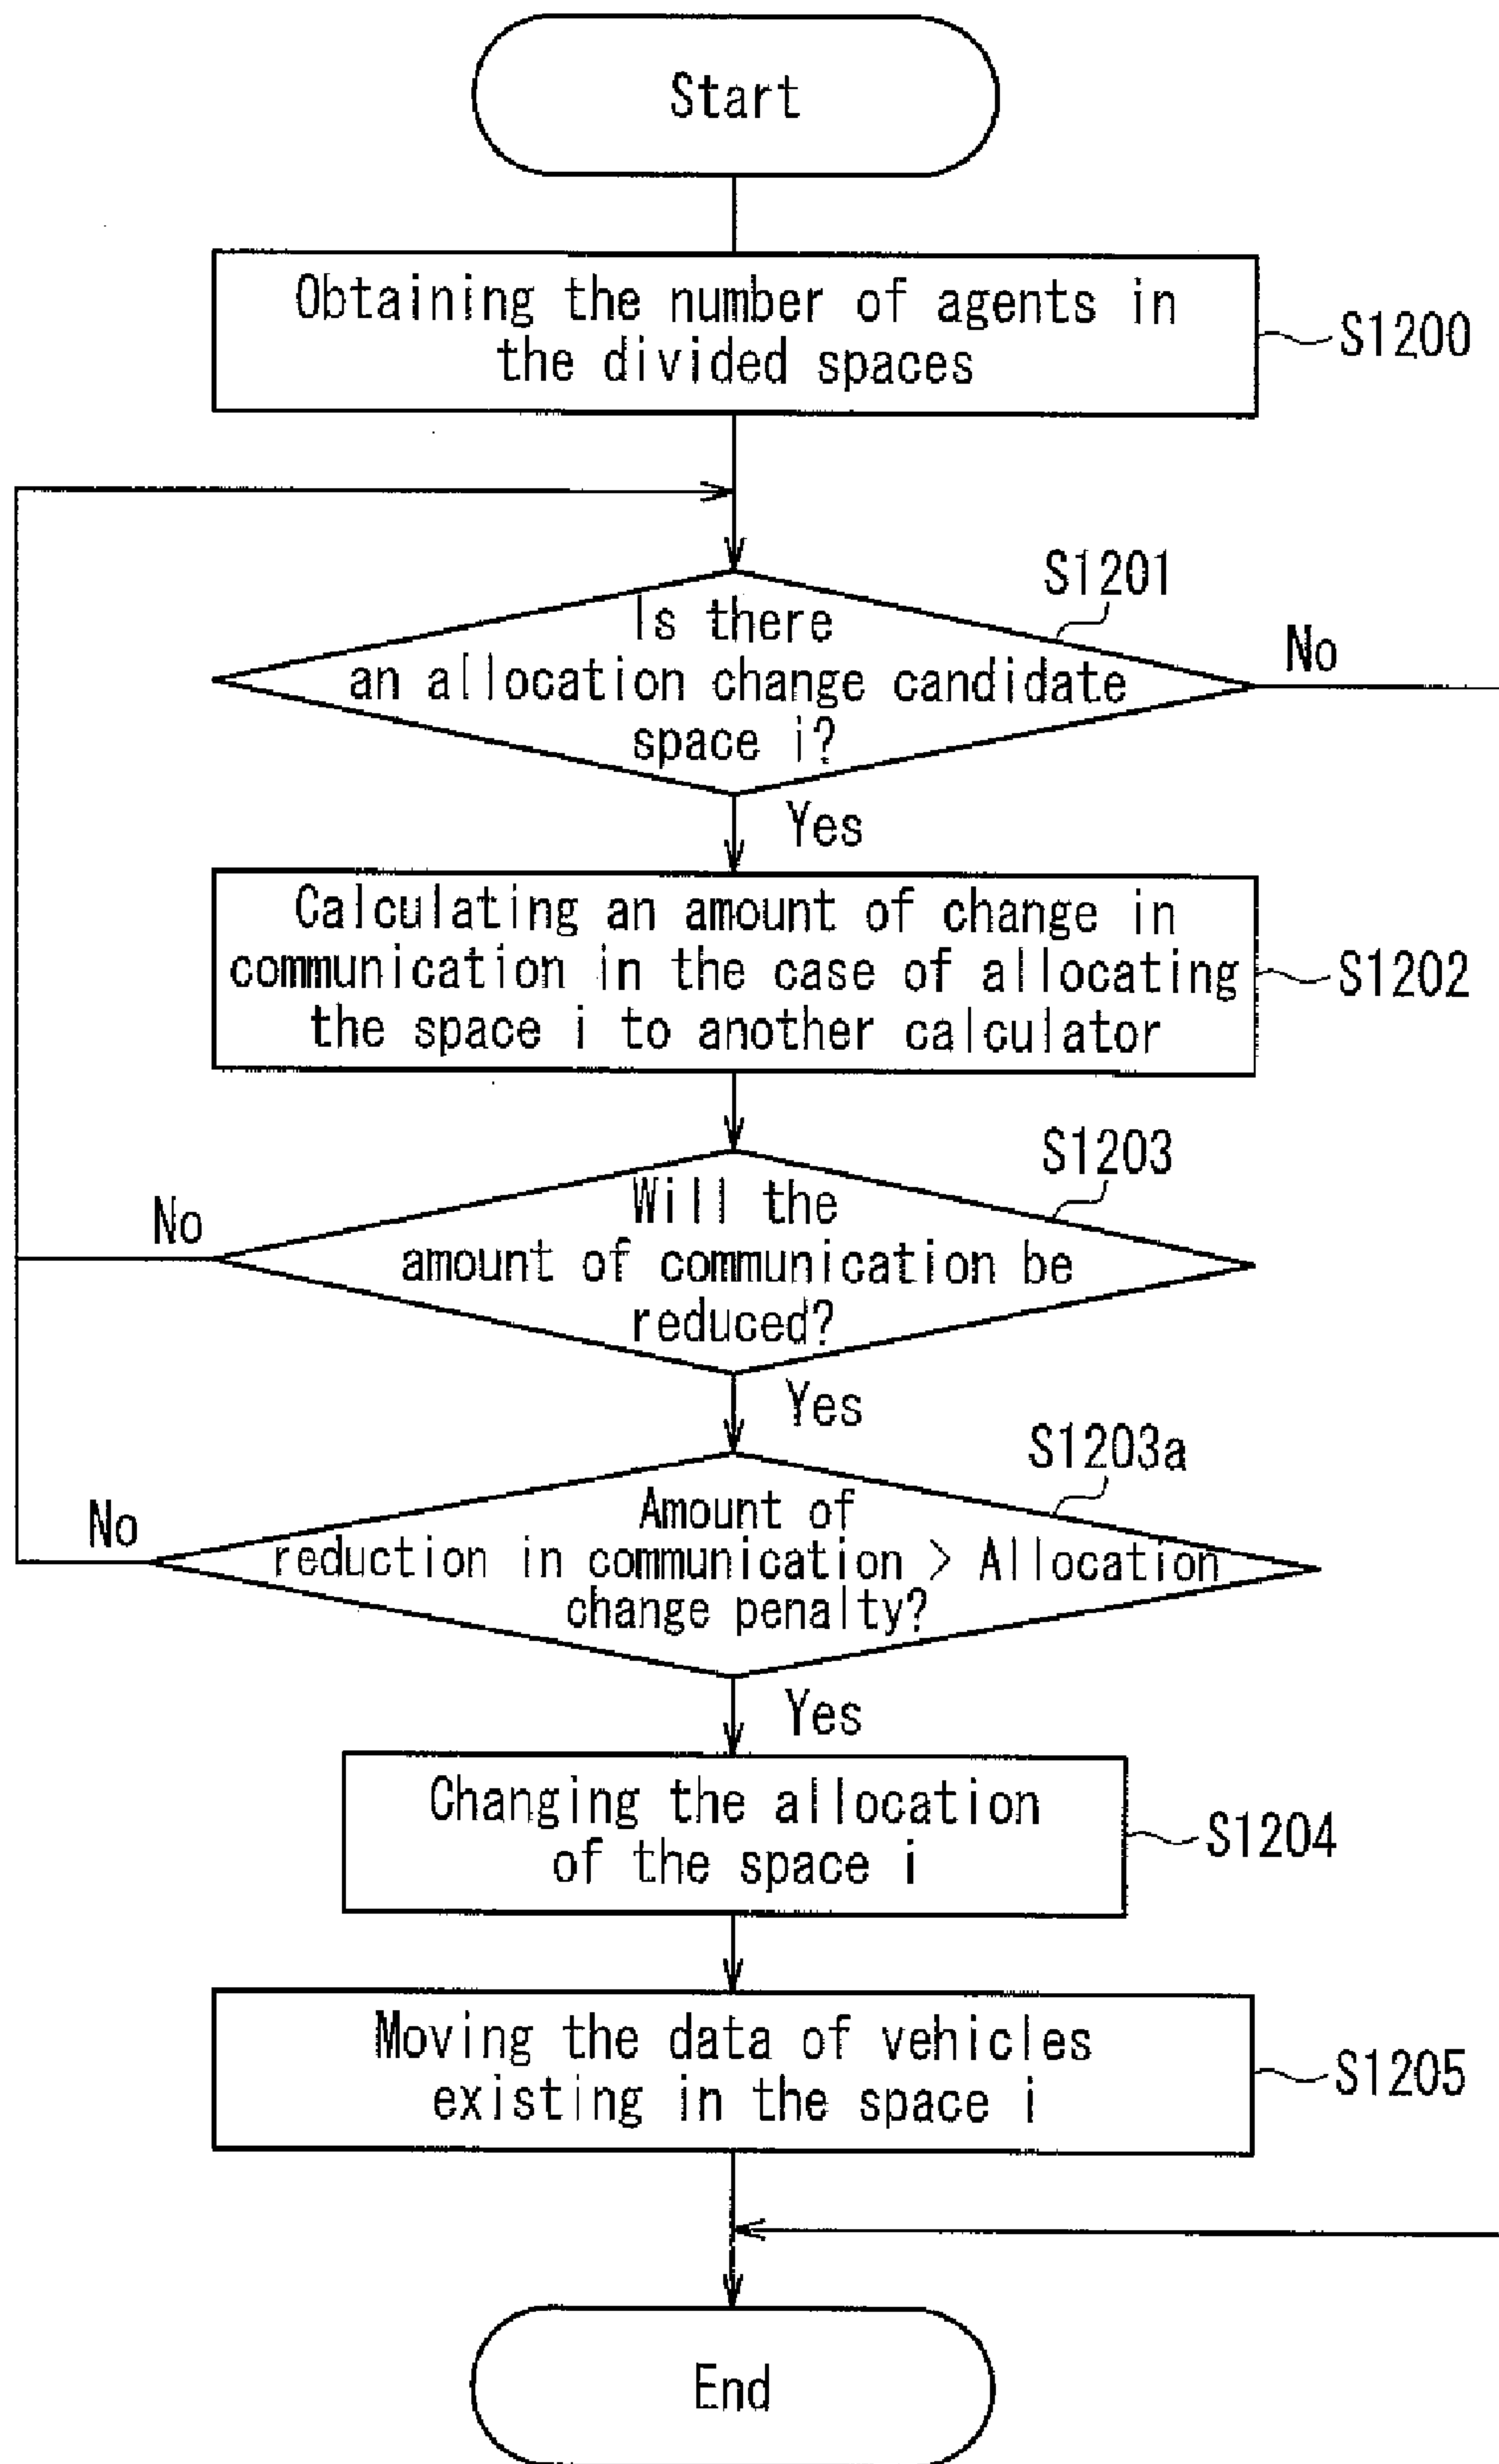 Start
Obtaining the number of agents in
the divided spaces
S1200
S1201
Is there
an allocation change candidate
space i?
No
Yes
Calculating an amount of change in
communication in the case of allocating
the space i to another calculator
S1202
S1203
Will the
amount of communication be
reduced?
No
Yes
S1203a
Amount of
reduction in communication > Allocation
change penalty?
No
Yes
Changing the allocation
of the space i
S1204
Moving the data of vehicles
existing in the space i
S1205
End